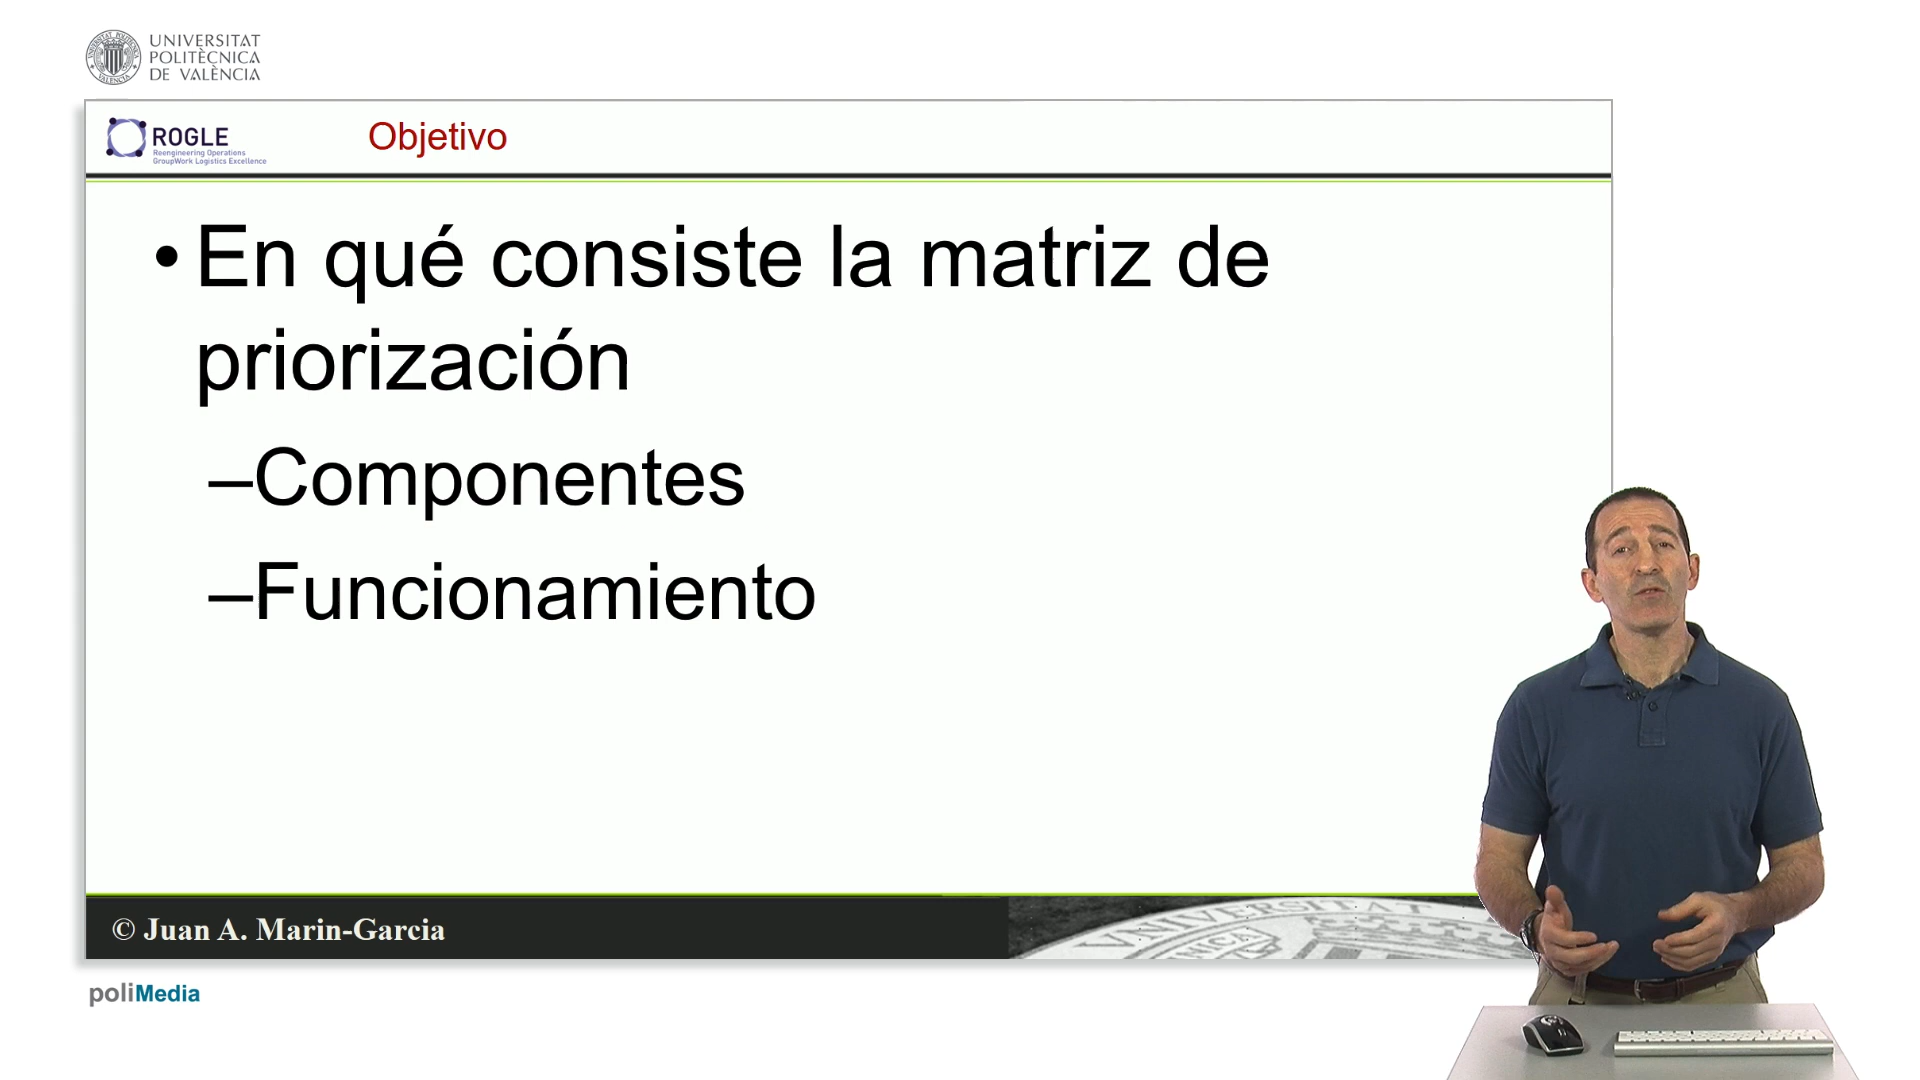 UNIVERSITAT
POLITÈCNICA
DE VALÈNCIA
ROGLE
Reengineering Operations
GroupWork Logistics Excellence
Objetivo
• En qué consiste la matriz de
priorización
–Componentes
–Funcionamiento
© Juan A. Marin-Garcia
poliMedia